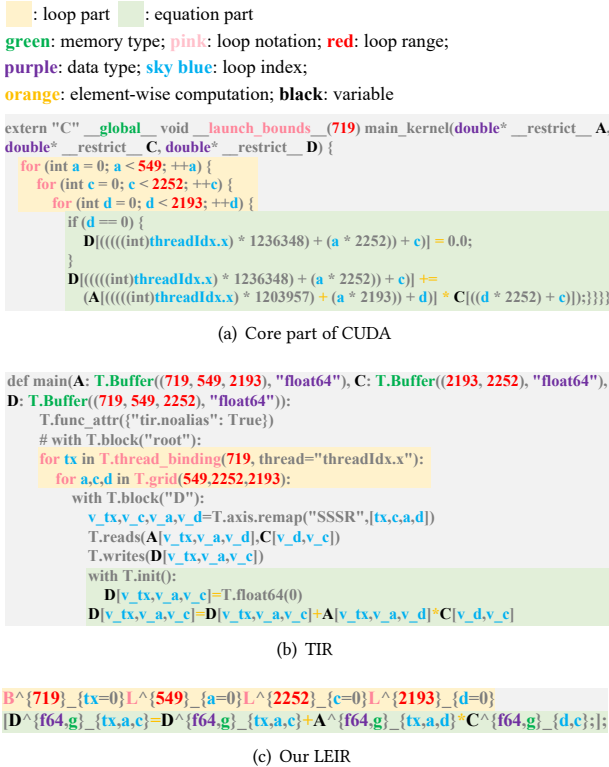 : loop part : equation part
green: memory type; pink: loop notation; red: loop range;
purple: data type; sky blue: loop index;
orange: element-wise computation; black: variable
extern "C" __global__ void __launch_bounds__(719) main_kernel(double* __restrict__ A,
double* __restrict__ C, double* __restrict__ D) {
for (int a = 0; a < 549; ++a) {
for (int c = 0; c < 2252; ++c) {
for (int d = 0; d < 2193; ++d) {
if (d == 0) {
D[(((((int)threadIdx.x) * 1236348) + (a * 2252)) + c)] = 0.0;
}
D[(((((int)threadIdx.x) * 1236348) + (a * 2252)) + c)] +=
(A[(((((int)threadIdx.x) * 1203957) + (a * 2193)) + d)] * C[((d * 2252) + c)]);}}}}
(a) Core part of CUDA
def main(A: T.Buffer((719, 549, 2193), "float64"), C: T.Buffer((2193, 2252), "float64"),
D: T.Buffer((719, 549, 2252), "float64")):
T.func_attr({"tir.noalias": True})
# with T.block("root"):
for tx in T.thread_binding(719, thread="threadIdx.x"):
for a,c,d in T.grid(549,2252,2193):
with T.block("D"):
v_tx,v_c,v_a,v_d=T.axis.remap("SSSR",[tx,c,a,d])
T.reads(A[v_tx,v_a,v_d],C[v_d,v_c])
T.writes(D[v_tx,v_a,v_c])
with T.init():
D[v_tx,v_a,v_c]=T.float64(0)
D[v_tx,v_a,v_c]=D[v_tx,v_a,v_c]+A[v_tx,v_a,v_d]*C[v_d,v_c]
(b) TIR
B^{719}_{tx=0}L^{549}_{a=0}L^{2252}_{c=0}L^{2193}_{d=0}
[D^{f64,g}_{tx,a,c}=D^{f64,g}_{tx,a,c}+A^{f64,g}_{tx,a,d}*C^{f64,g}_{d,c};];
(c) Our LEIR